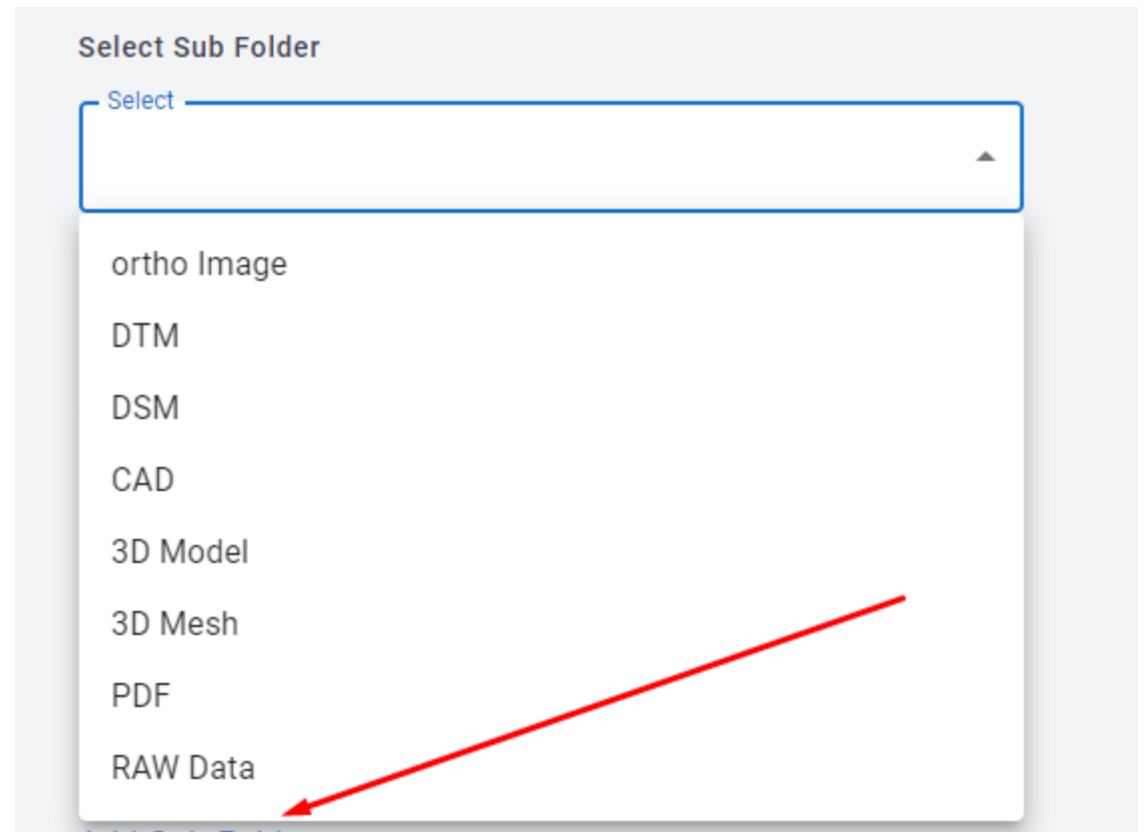 Select Sub Folder
Select
ortho Image
DTM
DSM
CAD
3D Model
3D Mesh
PDF
RAW Data